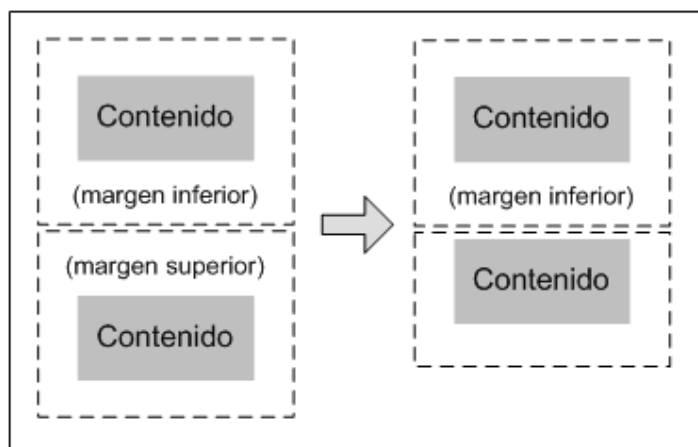 Contenido
(margen inferior)
(margen superior)
Contenido
Contenido
(margen inferior)
Contenido